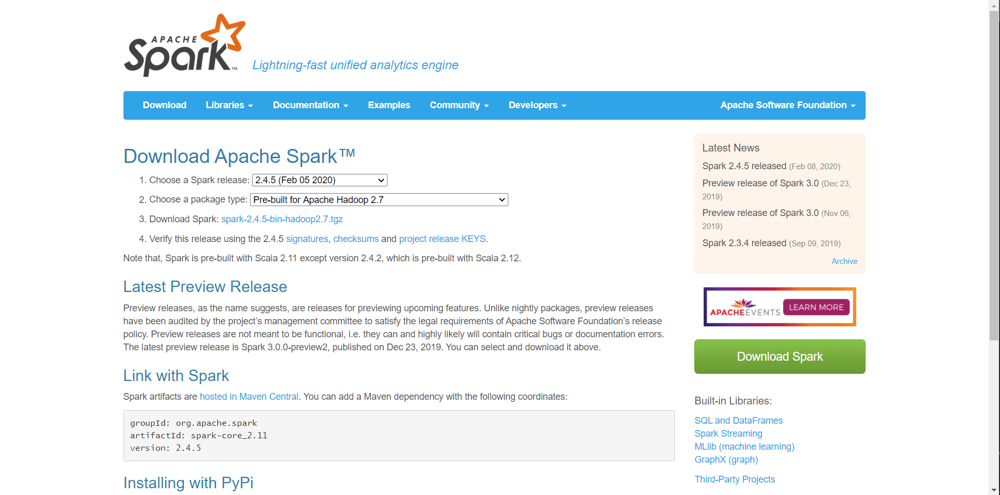 APACHE
Spark™
Lightning-fast unified analytics engine
Download Libraries Documentation Examples Community Developers Apache Software Foundation
Download Apache Spark™
1. Choose a Spark release: 2.4.5 (Feb 05 2020)
2. Choose a package type: Pre-built for Apache Hadoop 2.7
3. Download Spark: spark-2.4.5-bin-hadoop2.7.tgz
4. Verify this release using the 2.4.5 signatures, checksums and project release KEYS.
Note that, Spark is pre-built with Scala 2.11 except version 2.4.2, which is pre-built with Scala 2.12.
Latest Preview Release
Preview releases, as the name suggests, are releases for previewing upcoming features. Unlike nightly packages, preview releases
have been audited by the project’s management committee to satisfy the legal requirements of Apache Software Foundation’s release
policy. Preview releases are not meant to be functional, i.e. they can and highly likely will contain critical bugs or documentation errors.
The latest preview release is Spark 3.0.0-preview2, published on Dec 23, 2019. You can select and download it above.
Link with Spark
Spark artifacts are hosted in Maven Central. You can add a Maven dependency with the following coordinates:
groupId: org.apache.spark
artifactId: spark-core_2.11
version: 2.4.5
Installing with PyPi
Latest News
Spark 2.4.5 released (Feb 08, 2020)
Preview release of Spark 3.0 (Dec 23,
2019)
Preview release of Spark 3.0 (Nov 06,
2019)
Spark 2.3.4 released (Sep 09, 2019)
Archive
APACHEEVENTS LEARN MORE
Download Spark
Built-in Libraries:
SQL and DataFrames
Spark Streaming
MLlib (machine learning)
GraphX (graph)
Third-Party Projects